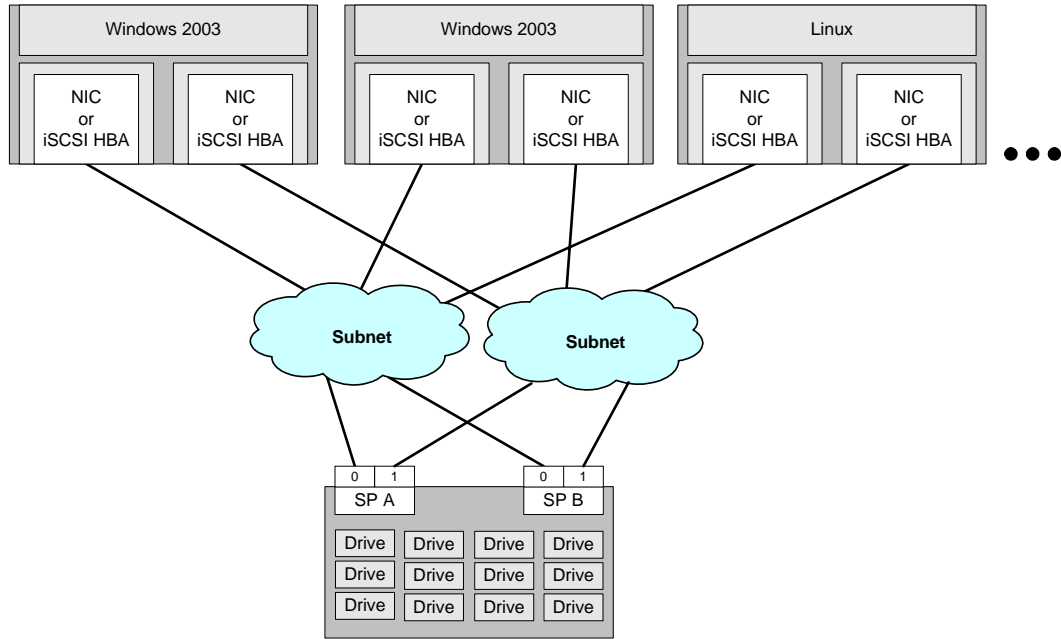 Windows 2003
Windows 2003
Linux
NIC
or
iSCSI HBA
NIC
or
iSCSI HBA
NIC
or
iSCSI HBA
NIC
or
iSCSI HBA
NIC
or
iSCSI HBA
NIC
or
iSCSI HBA
Subnet
Subnet
0 1
SP A
0 1
SP B
Drive Drive Drive Drive
Drive Drive Drive Drive
Drive Drive Drive Drive